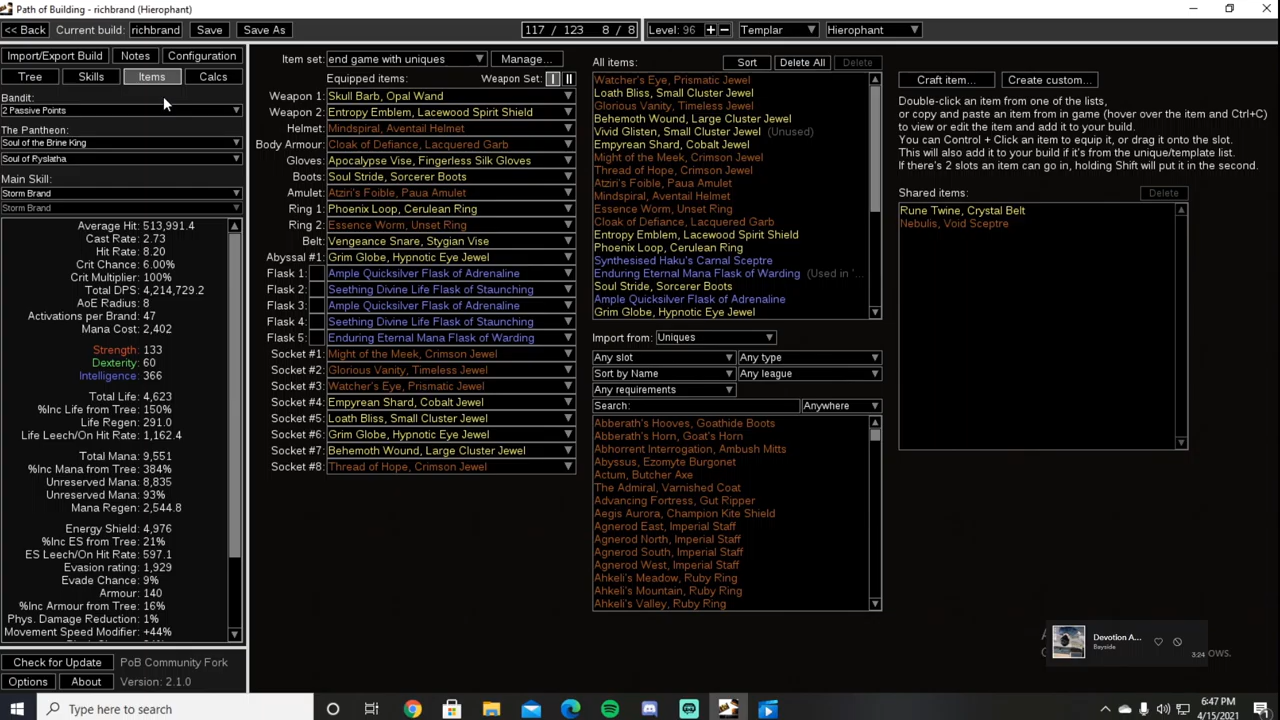 Path of Building - richbrand (Hierophant)
<< Back Current build: richbrand Save Save As 117 / 123 8 / 8 Level: 96 Templar Hierophant
Import/Export Build Notes Configuration
Tree Skills Items Calcs
Bandit:
2 Passive Points
The Pantheon:
Soul of the Brine King
Soul of Ryslatha
Main Skill:
Storm Brand
Storm Brand
Average Hit: 513,991.4
Cast Rate: 2.73
Hit Rate: 8.20
Crit Chance: 6.00%
Crit Multiplier: 100%
Total DPS: 4,214,729.2
AoE Radius: 8
Activations per Brand: 47
Mana Cost: 2,402
Strength: 133
Dexterity: 60
Intelligence: 366
Total Life: 4,623
%Inc Life from Tree: 150%
Life Regen: 291.0
Life Leech/On Hit Rate: 1,162.4
Total Mana: 9,551
%Inc Mana from Tree: 384%
Unreserved Mana: 8,835
Unreserved Mana: 93%
Mana Regen: 2,544.8
Energy Shield: 4,976
%Inc ES from Tree: 21%
ES Leech/On Hit Rate: 597.1
Evasion rating: 1,929
Evade Chance: 9%
Armour: 140
%Inc Armour from Tree: 16%
Phys. Damage Reduction: 1%
Movement Speed Modifier: +44%
Check for Update PoB Community Fork
Options About Version: 2.1.0
Item set: end game with uniques Manage...
Equipped items: Weapon Set: I II
Weapon 1: Skull Barb, Opal Wand
Weapon 2: Entropy Emblem, Lacewood Spirit Shield
Helmet: Mindspiral, Aventail Helmet
Body Armour: Cloak of Defiance, Lacquered Garb
Gloves: Apocalypse Vise, Fingerless Silk Gloves
Boots: Soul Stride, Sorcerer Boots
Amulet: Atziri's Foible, Paua Amulet
Ring 1: Phoenix Loop, Cerulean Ring
Ring 2: Essence Worm, Unset Ring
Belt: Vengeance Snare, Stygian Vise
Abyssal #1: Grim Globe, Hypnotic Eye Jewel
Flask 1: Ample Quicksilver Flask of Adrenaline
Flask 2: Seething Divine Life Flask of Staunching
Flask 3: Ample Quicksilver Flask of Adrenaline
Flask 4: Seething Divine Life Flask of Staunching
Flask 5: Enduring Eternal Mana Flask of Warding
Socket #1: Might of the Meek, Crimson Jewel
Socket #2: Glorious Vanity, Timeless Jewel
Socket #3: Watcher's Eye, Prismatic Jewel
Socket #4: Empyrean Shard, Cobalt Jewel
Socket #5: Loath Bliss, Small Cluster Jewel
Socket #6: Grim Globe, Hypnotic Eye Jewel
Socket #7: Behemoth Wound, Large Cluster Jewel
Socket #8: Thread of Hope, Crimson Jewel
All items: Sort Delete All Delete
Watcher's Eye, Prismatic Jewel
Loath Bliss, Small Cluster Jewel
Glorious Vanity, Timeless Jewel
Behemoth Wound, Large Cluster Jewel
Vivid Glisten, Small Cluster Jewel (Unused)
Empyrean Shard, Cobalt Jewel
Might of the Meek, Crimson Jewel
Thread of Hope, Crimson Jewel
Atziri's Foible, Paua Amulet
Mindspiral, Aventail Helmet
Essence Worm, Unset Ring
Cloak of Defiance, Lacquered Garb
Entropy Emblem, Lacewood Spirit Shield
Phoenix Loop, Cerulean Ring
Synthesised Haku's Carnal Sceptre
Enduring Eternal Mana Flask of Warding (Used in '...
Soul Stride, Sorcerer Boots
Ample Quicksilver Flask of Adrenaline
Grim Globe, Hypnotic Eye Jewel
Import from: Uniques
Any slot Any type
Sort by Name Any league
Any requirements
Search: Anywhere
Abberath's Hooves, Goathide Boots
Abberath's Horn, Goat's Horn
Abhorrent Interrogation, Ambush Mitts
Abyssus, Ezomyte Burgonet
Actum, Butcher Axe
The Admiral, Varnished Coat
Advancing Fortress, Gut Ripper
Aegis Aurora, Champion Kite Shield
Agnerod East, Imperial Staff
Agnerod North, Imperial Staff
Agnerod South, Imperial Staff
Agnerod West, Imperial Staff
Ahkeli's Meadow, Ruby Ring
Ahkeli's Mountain, Ruby Ring
Ahkeli's Valley, Ruby Ring
Craft item... Create custom...
Double-click an item from one of the lists,
or copy and paste an item from in game (hover over the item and Ctrl+C)
to view or edit the item and add it to your build.
You can Control + Click an item to equip it, or drag it onto the slot.
This will also add it to your build if it's from the unique/template list.
If there's 2 slots an item can go in, holding Shift will put it in the second.
Shared items: Delete
Rune Twine, Crystal Belt
Nebulis, Void Sceptre
Devotion A...
Bayside
3:24
ows.
Type here to search
6:47 PM
4/15/2021